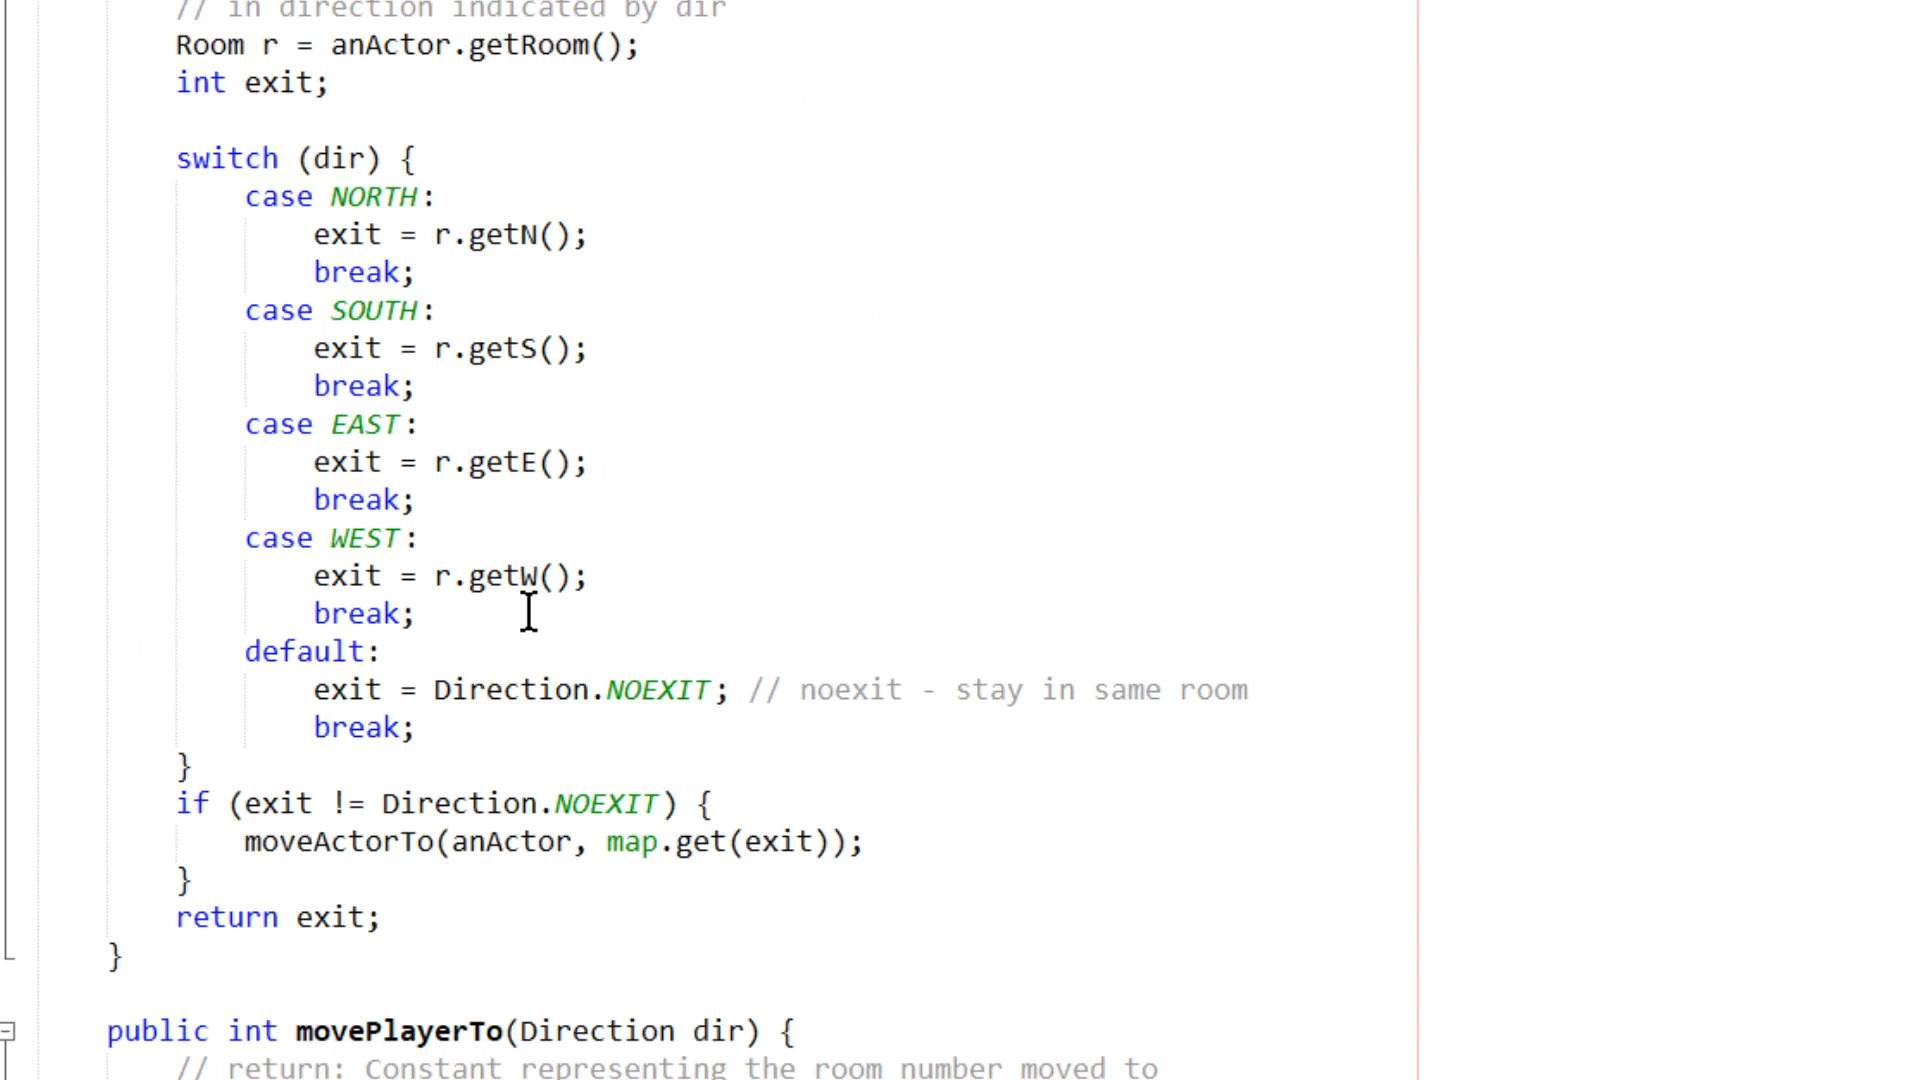 // in direction indicated by dir
Room r = anActor.getRoom();
int exit;
switch (dir) {
case NORTH:
exit = r.getN();
break;
case SOUTH:
exit = r.getS();
break;
case EAST:
exit = r.getE();
break;
case WEST:
exit = r.getW();
break;
default:
exit = Direction.NOEXIT; // noexit - stay in same room
break;
}
if (exit != Direction.NOEXIT) {
moveActorTo(anActor, map.get(exit));
}
return exit;
}
public int movePlayerTo(Direction dir) {
// return: Constant representing the room number moved to